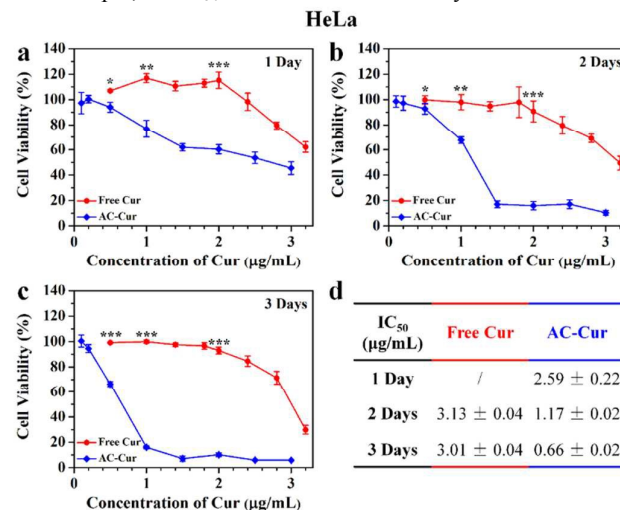 HeLa
a
1 Day
* ** ***
Cell Viability (%)
140
120
100
80
60
40
20
0
Free Cur
AC-Cur
0 1 2 3
Concentration of Cur (μg/mL)
b
2 Days
* ** ***
Cell Viability (%)
140
120
100
80
60
40
20
0
Free Cur
AC-Cur
0 1 2 3
Concentration of Cur (μg/mL)
c
3 Days
*** *** ***
Cell Viability (%)
140
120
100
80
60
40
20
0
Free Cur
AC-Cur
0 1 2 3
Concentration of Cur (μg/mL)
d
IC50 (μg/mL) Free Cur AC-Cur
1 Day / 2.59 ± 0.22
2 Days 3.13 ± 0.04 1.17 ± 0.02
3 Days 3.01 ± 0.04 0.66 ± 0.02